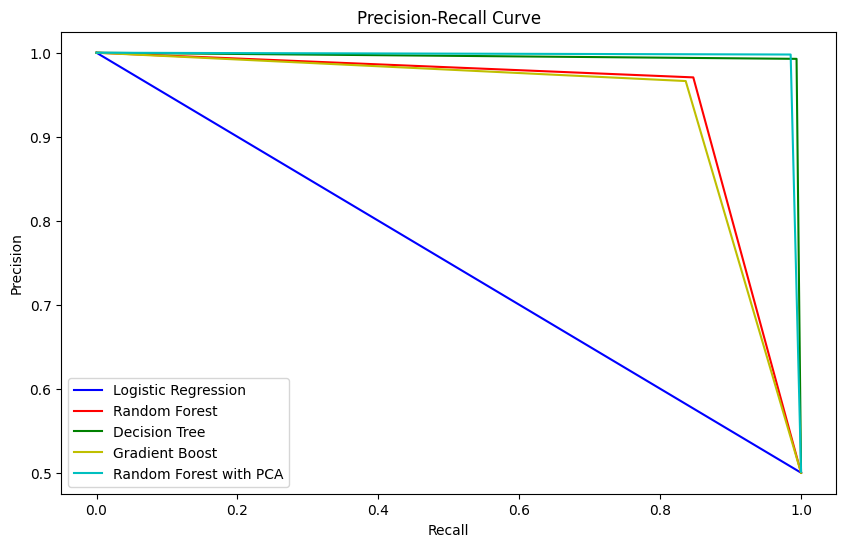 Precision-Recall Curve
Precision
1.0
0.9
0.8
0.7
0.6
0.5
Logistic Regression
Random Forest
Decision Tree
Gradient Boost
Random Forest with PCA
0.0
0.2
0.4
0.6
0.8
1.0
Recall